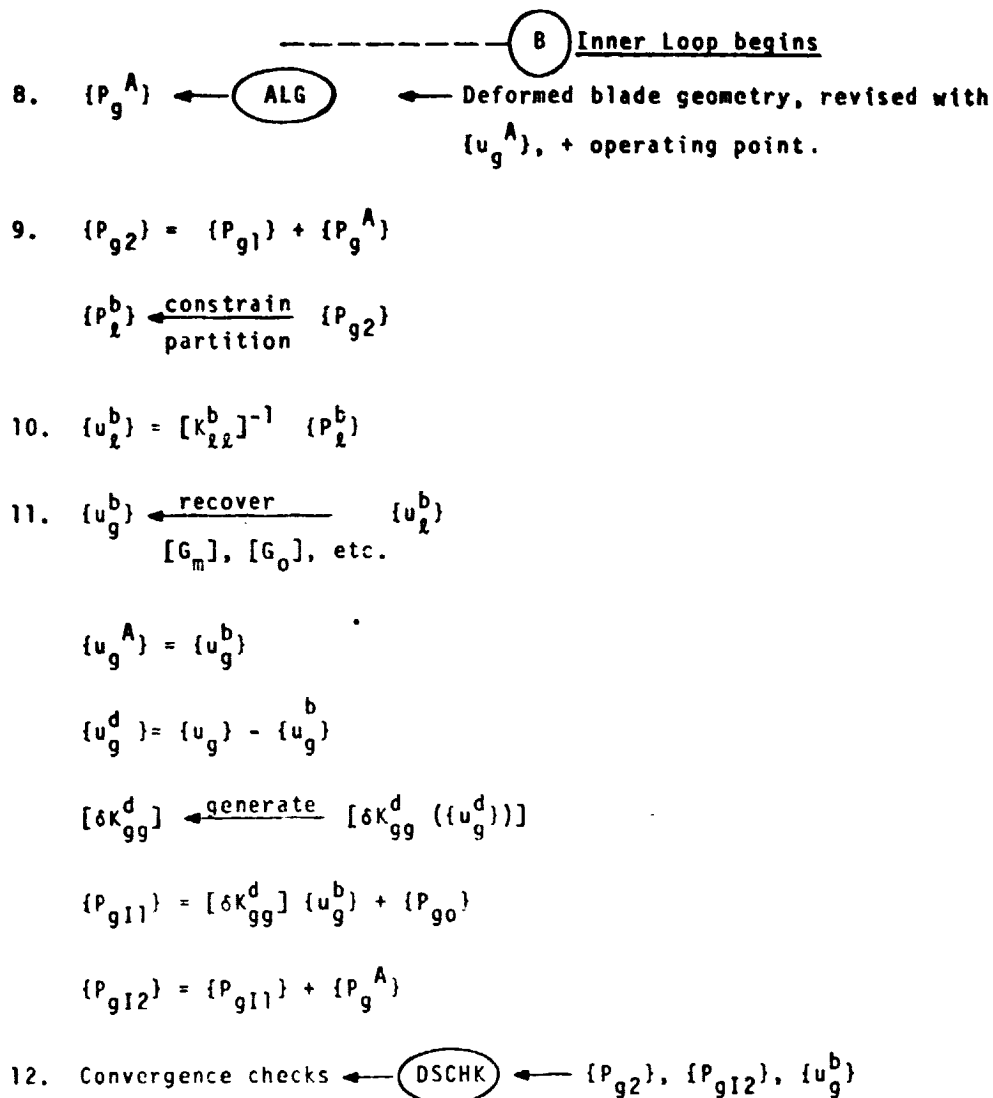 B Inner Loop begins
8. {P_g^A} ← ALG ← Deformed blade geometry, revised with
{u_g^A}, + operating point.
9. {P_g2} = {P_g1} + {P_g^A}
{P_ℓ^b} ← constrain {P_g2}
partition
10. {u_ℓ^b} = [K_ℓℓ^b]^-1 {P_ℓ^b}
11. {u_g^b} ← recover {u_ℓ^b}
[G_m], [G_o], etc.
{u_g^A} = {u_g^b}
{u_g^d} = {u_g} - {u_g^b}
[δK_gg^d] ← generate [δK_gg^d ({u_g^d})]
{P_gI1} = [δK_gg^d] {u_g^b} + {P_go}
{P_gI2} = {P_gI1} + {P_g^A}
12. Convergence checks ← DSCHK ← {P_g2}, {P_gI2}, {u_g^b}